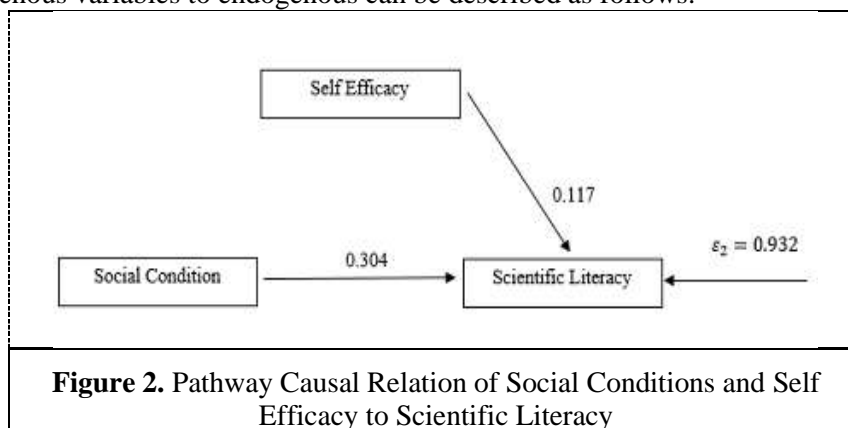 enous variables to endogenous can be described as follows:
Self Efficacy
0.117
ε₂ = 0.932
0.304
Social Condition
Scientific Literacy
Figure 2. Pathway Causal Relation of Social Conditions and Self
Efficacy to Scientific Literacy